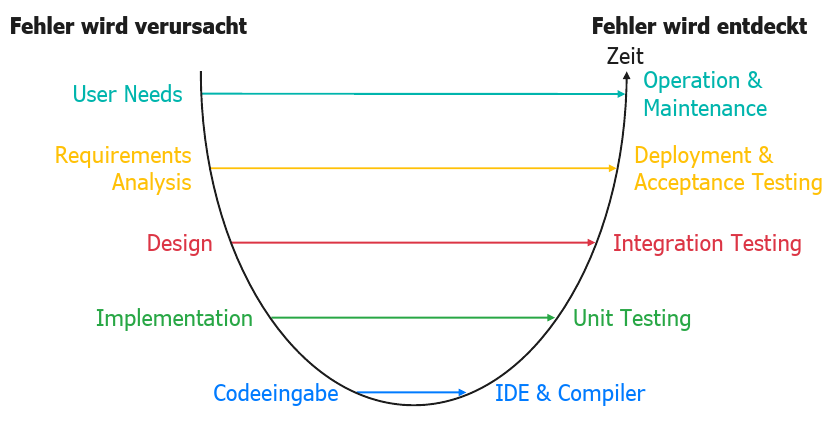 Fehler wird verursacht
Fehler wird entdeckt
Zeit
User Needs
Operation &
Maintenance
Requirements
Analysis
Deployment &
Acceptance Testing
Design
Integration Testing
Implementation
Unit Testing
Codeeingabe
IDE & Compiler